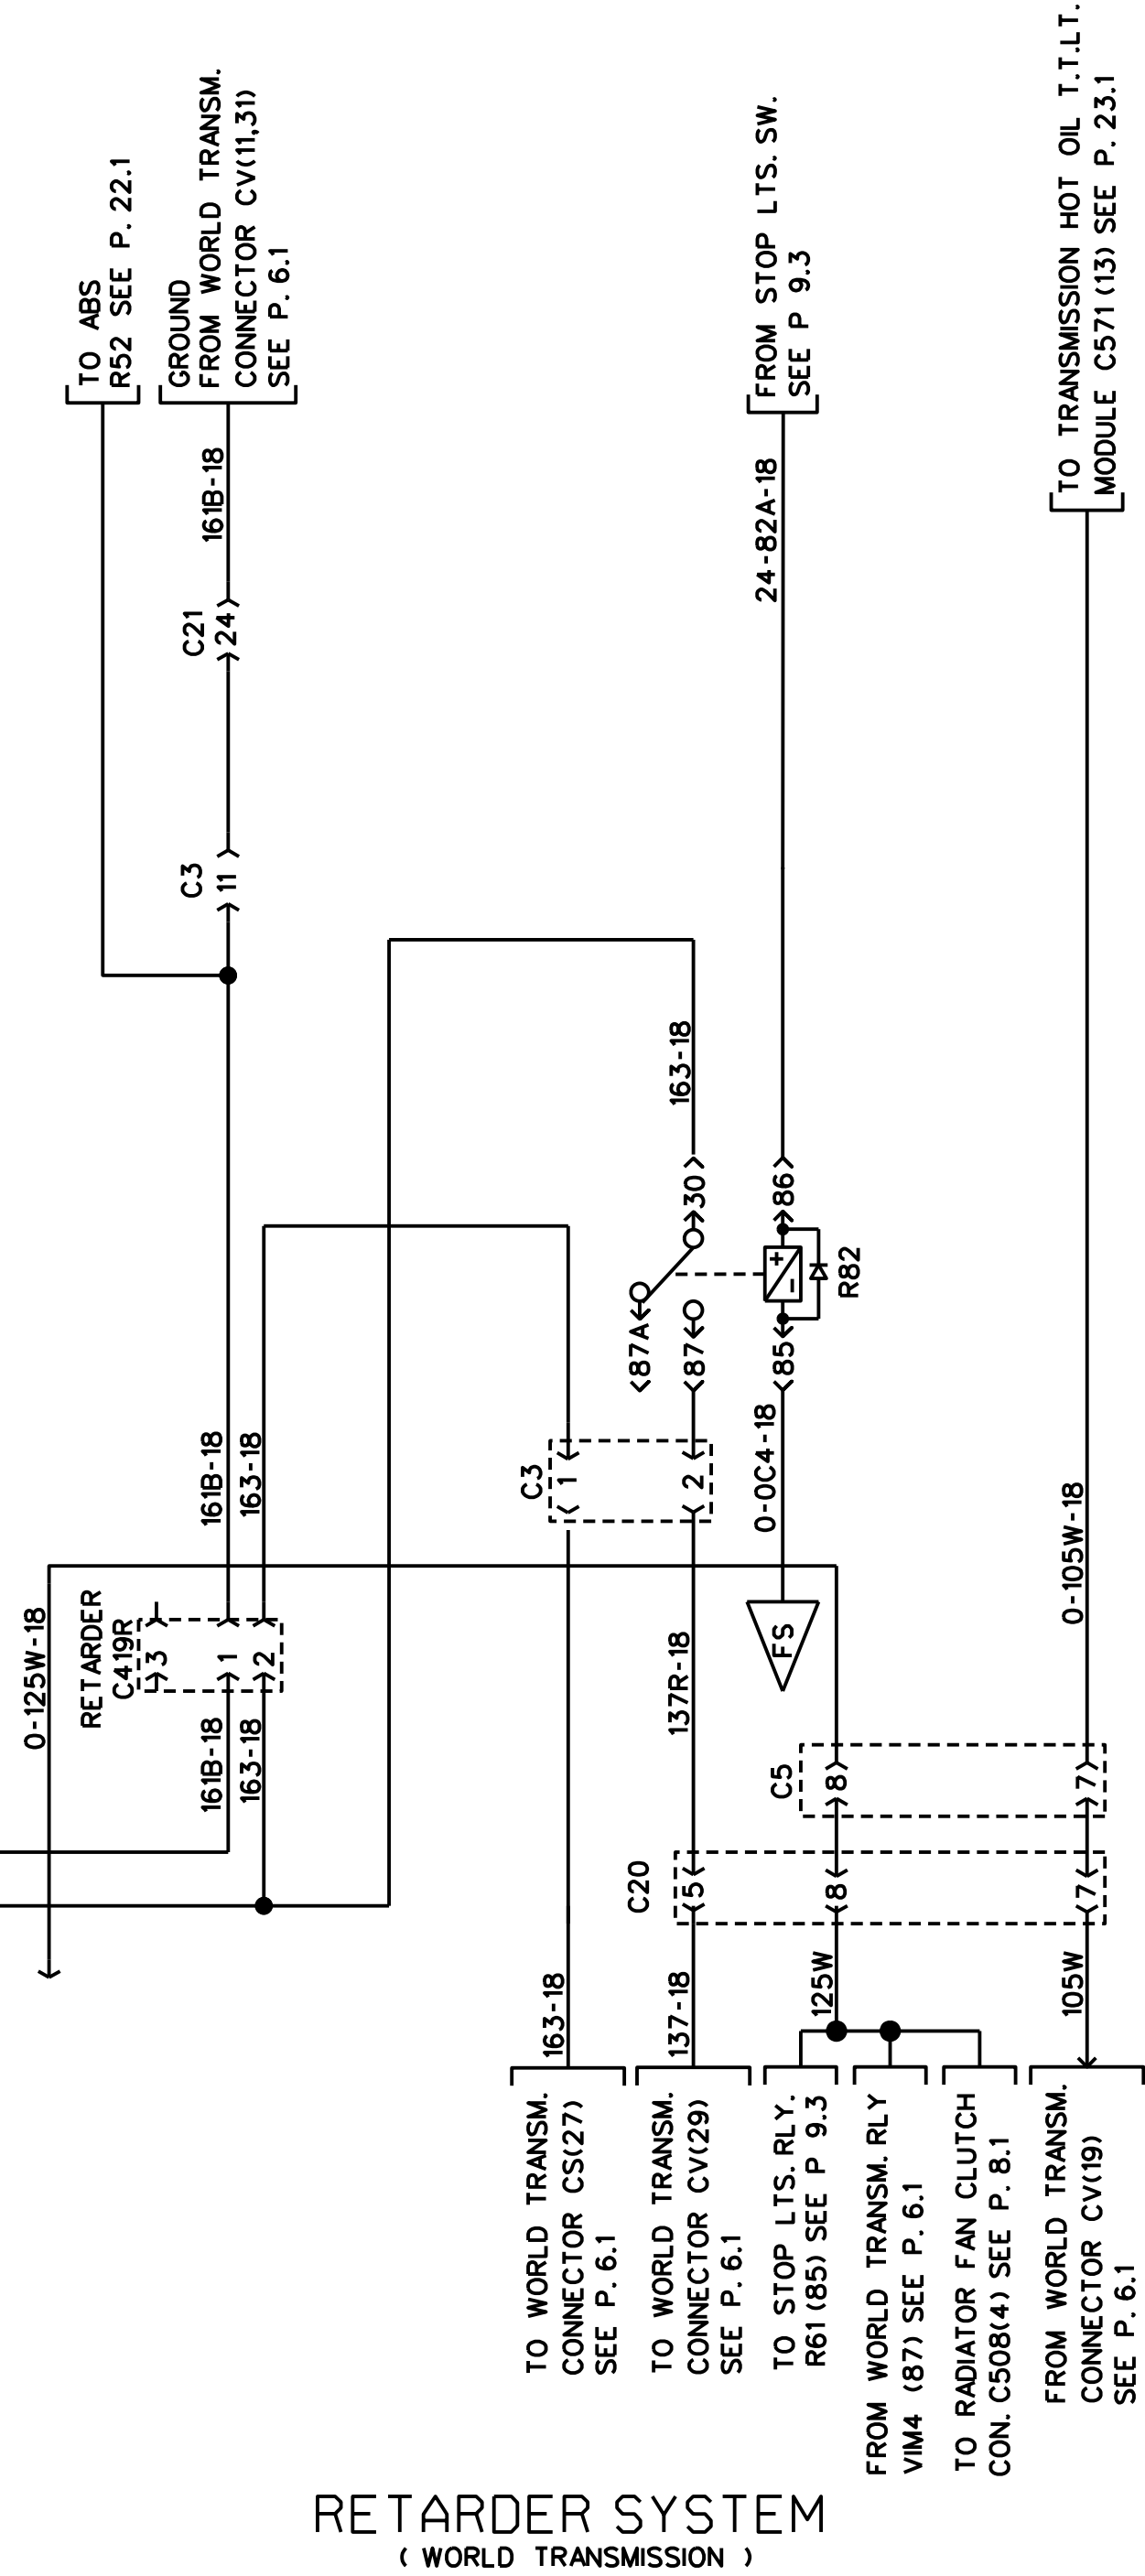 TO ABS
R52 SEE P. 22.1
GROUND
FROM WORLD TRANSM.
CONNECTOR CV(11,31)
SEE P. 6.1
161B-18
C21
24
C3
11
FROM STOP LTS. SW.
SEE P 9.3
24-82A-18
TO TRANSMISSION HOT OIL T.T.LT.
MODULE C571 (13) SEE P. 23.1
163-18
30
86
87A
87
85
R82
161B-18
163-18
C3
1
2
0-0C4-18
0-105W-18
0-125W-18
RETARDER
C419R
3
1
2
161B-18
163-18
137R-18
FS
C5
8
7
C20
5
8
7
163-18
137-18
125W
105W
TO WORLD TRANSM.
CONNECTOR CS(27)
SEE P. 6.1
TO WORLD TRANSM.
CONNECTOR CV(29)
SEE P. 6.1
TO STOP LTS. RLY.
R61 (85) SEE P 9.3
FROM WORLD TRANSM. RLY
VIM4 (87) SEE P. 6.1
TO RADIATOR FAN CLUTCH
CON. C508(4) SEE P. 8.1
FROM WORLD TRANSM.
CONNECTOR CV(19)
SEE P. 6.1
RETARDER SYSTEM
( WORLD TRANSMISSION )